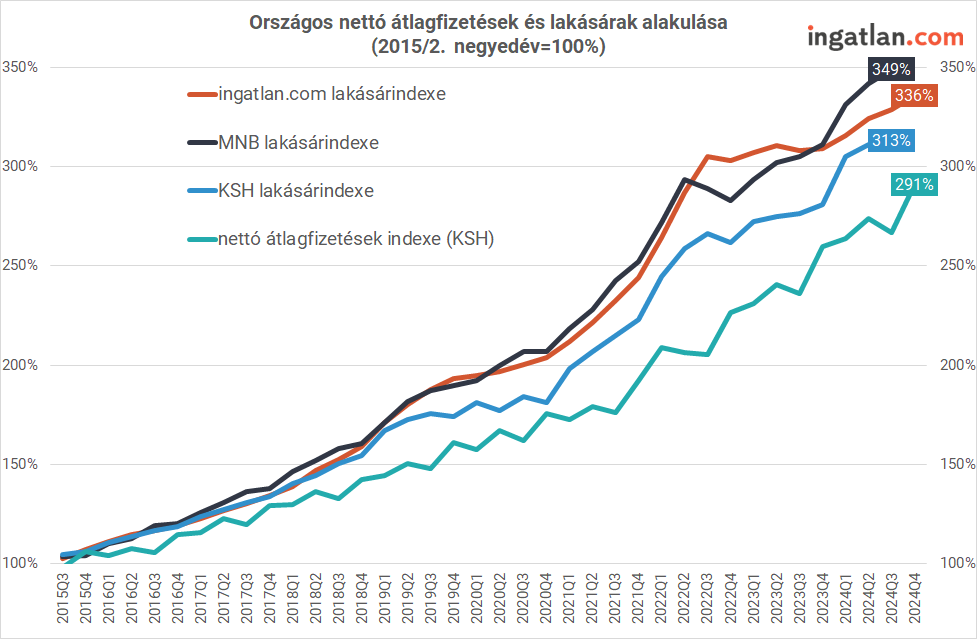 Országos nettó átlagfizetések és lakásárak alakulása
(2015/2. negyedév=100%)
ingatlan.com
350%
300%
250%
200%
150%
100%
350%
300%
250%
200%
150%
100%
ingatlan.com lakásárindexe
MNB lakásárindexe
KSH lakásárindexe
nettó átlagfizetések indexe (KSH)
349%
336%
313%
291%
2015Q3
2015Q4
2016Q1
2016Q2
2016Q3
2016Q4
2017Q1
2017Q2
2017Q3
2017Q4
2018Q1
2018Q2
2018Q3
2018Q4
2019Q1
2019Q2
2019Q3
2019Q4
2020Q1
2020Q2
2020Q3
2020Q4
2021Q1
2021Q2
2021Q3
2021Q4
2022Q1
2022Q2
2022Q3
2022Q4
2023Q1
2023Q2
2023Q3
2023Q4
2024Q1
2024Q2
2024Q3
2024Q4